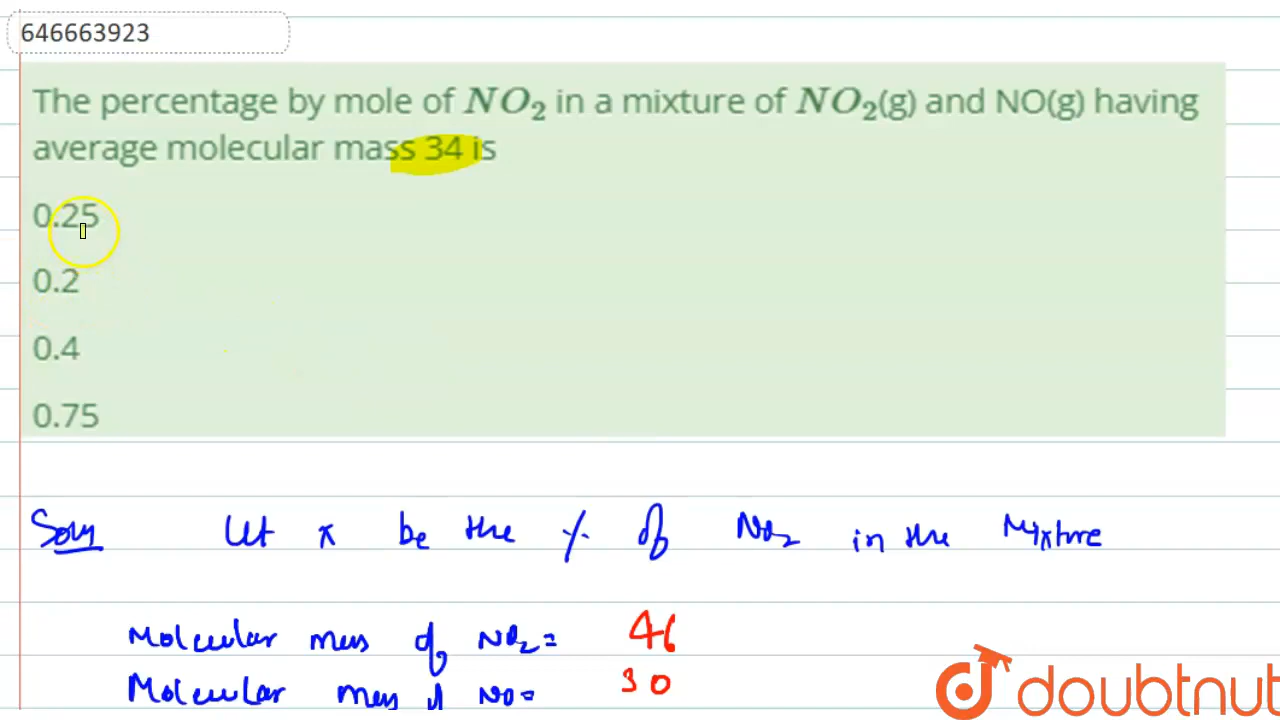 646663923
The percentage by mole of NO₂ in a mixture of NO₂(g) and NO(g) having
average molecular mass 34 is
0.25
0.2
0.4
0.75
Soln Let x be the % of NO₂ in the Mixture
Molecular mass of NO₂ = 46
Molecular mass of NO = 30
doubtnut